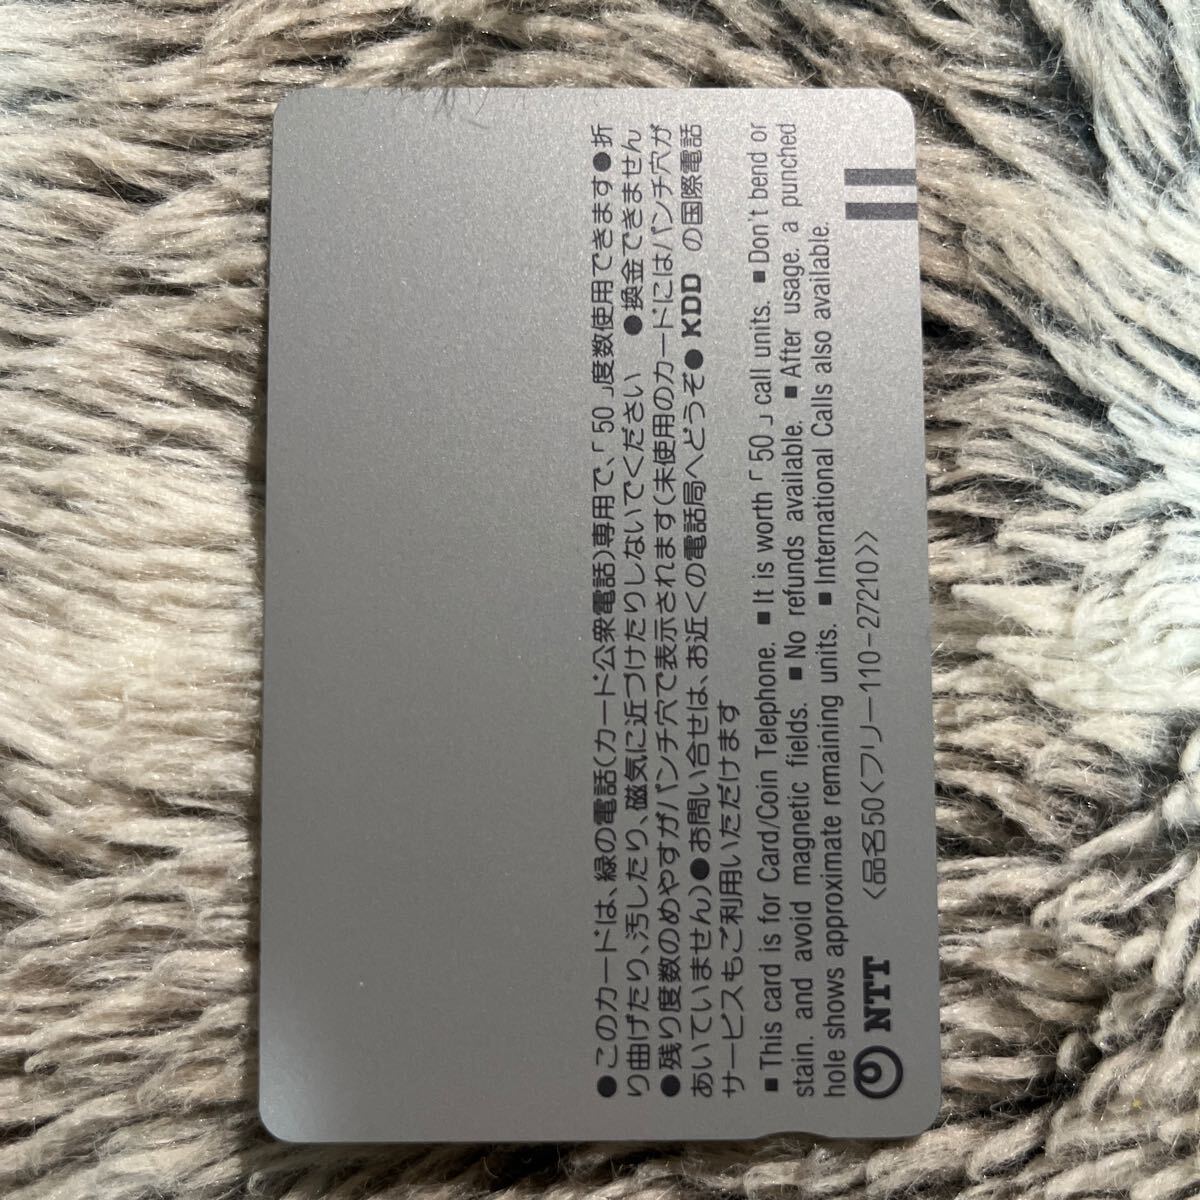 ●このカードは、緑の電話(カード公衆電話)専用で、「50」度数使用できます●折
り曲げたり、汚したり、磁気に近づけたりしないでください　●換金できません
●残り度数のめやすがパンチ穴で表示されます(未使用のカードにはパンチ穴が
あいていません)●お問い合せは、お近くの電話局へどうぞ●KDD の国際電話
サービスもご利用いただけます
■This card is for Card/Coin Telephone. ■It is worth「50」call units. ■Don't bend or
stain. and avoid magnetic fields. ■No refunds available. ■After usage. a punched
hole shows approximate remaining units. ■International Calls also available.
NTT 〈品名50〈フリー110-27210〉〉